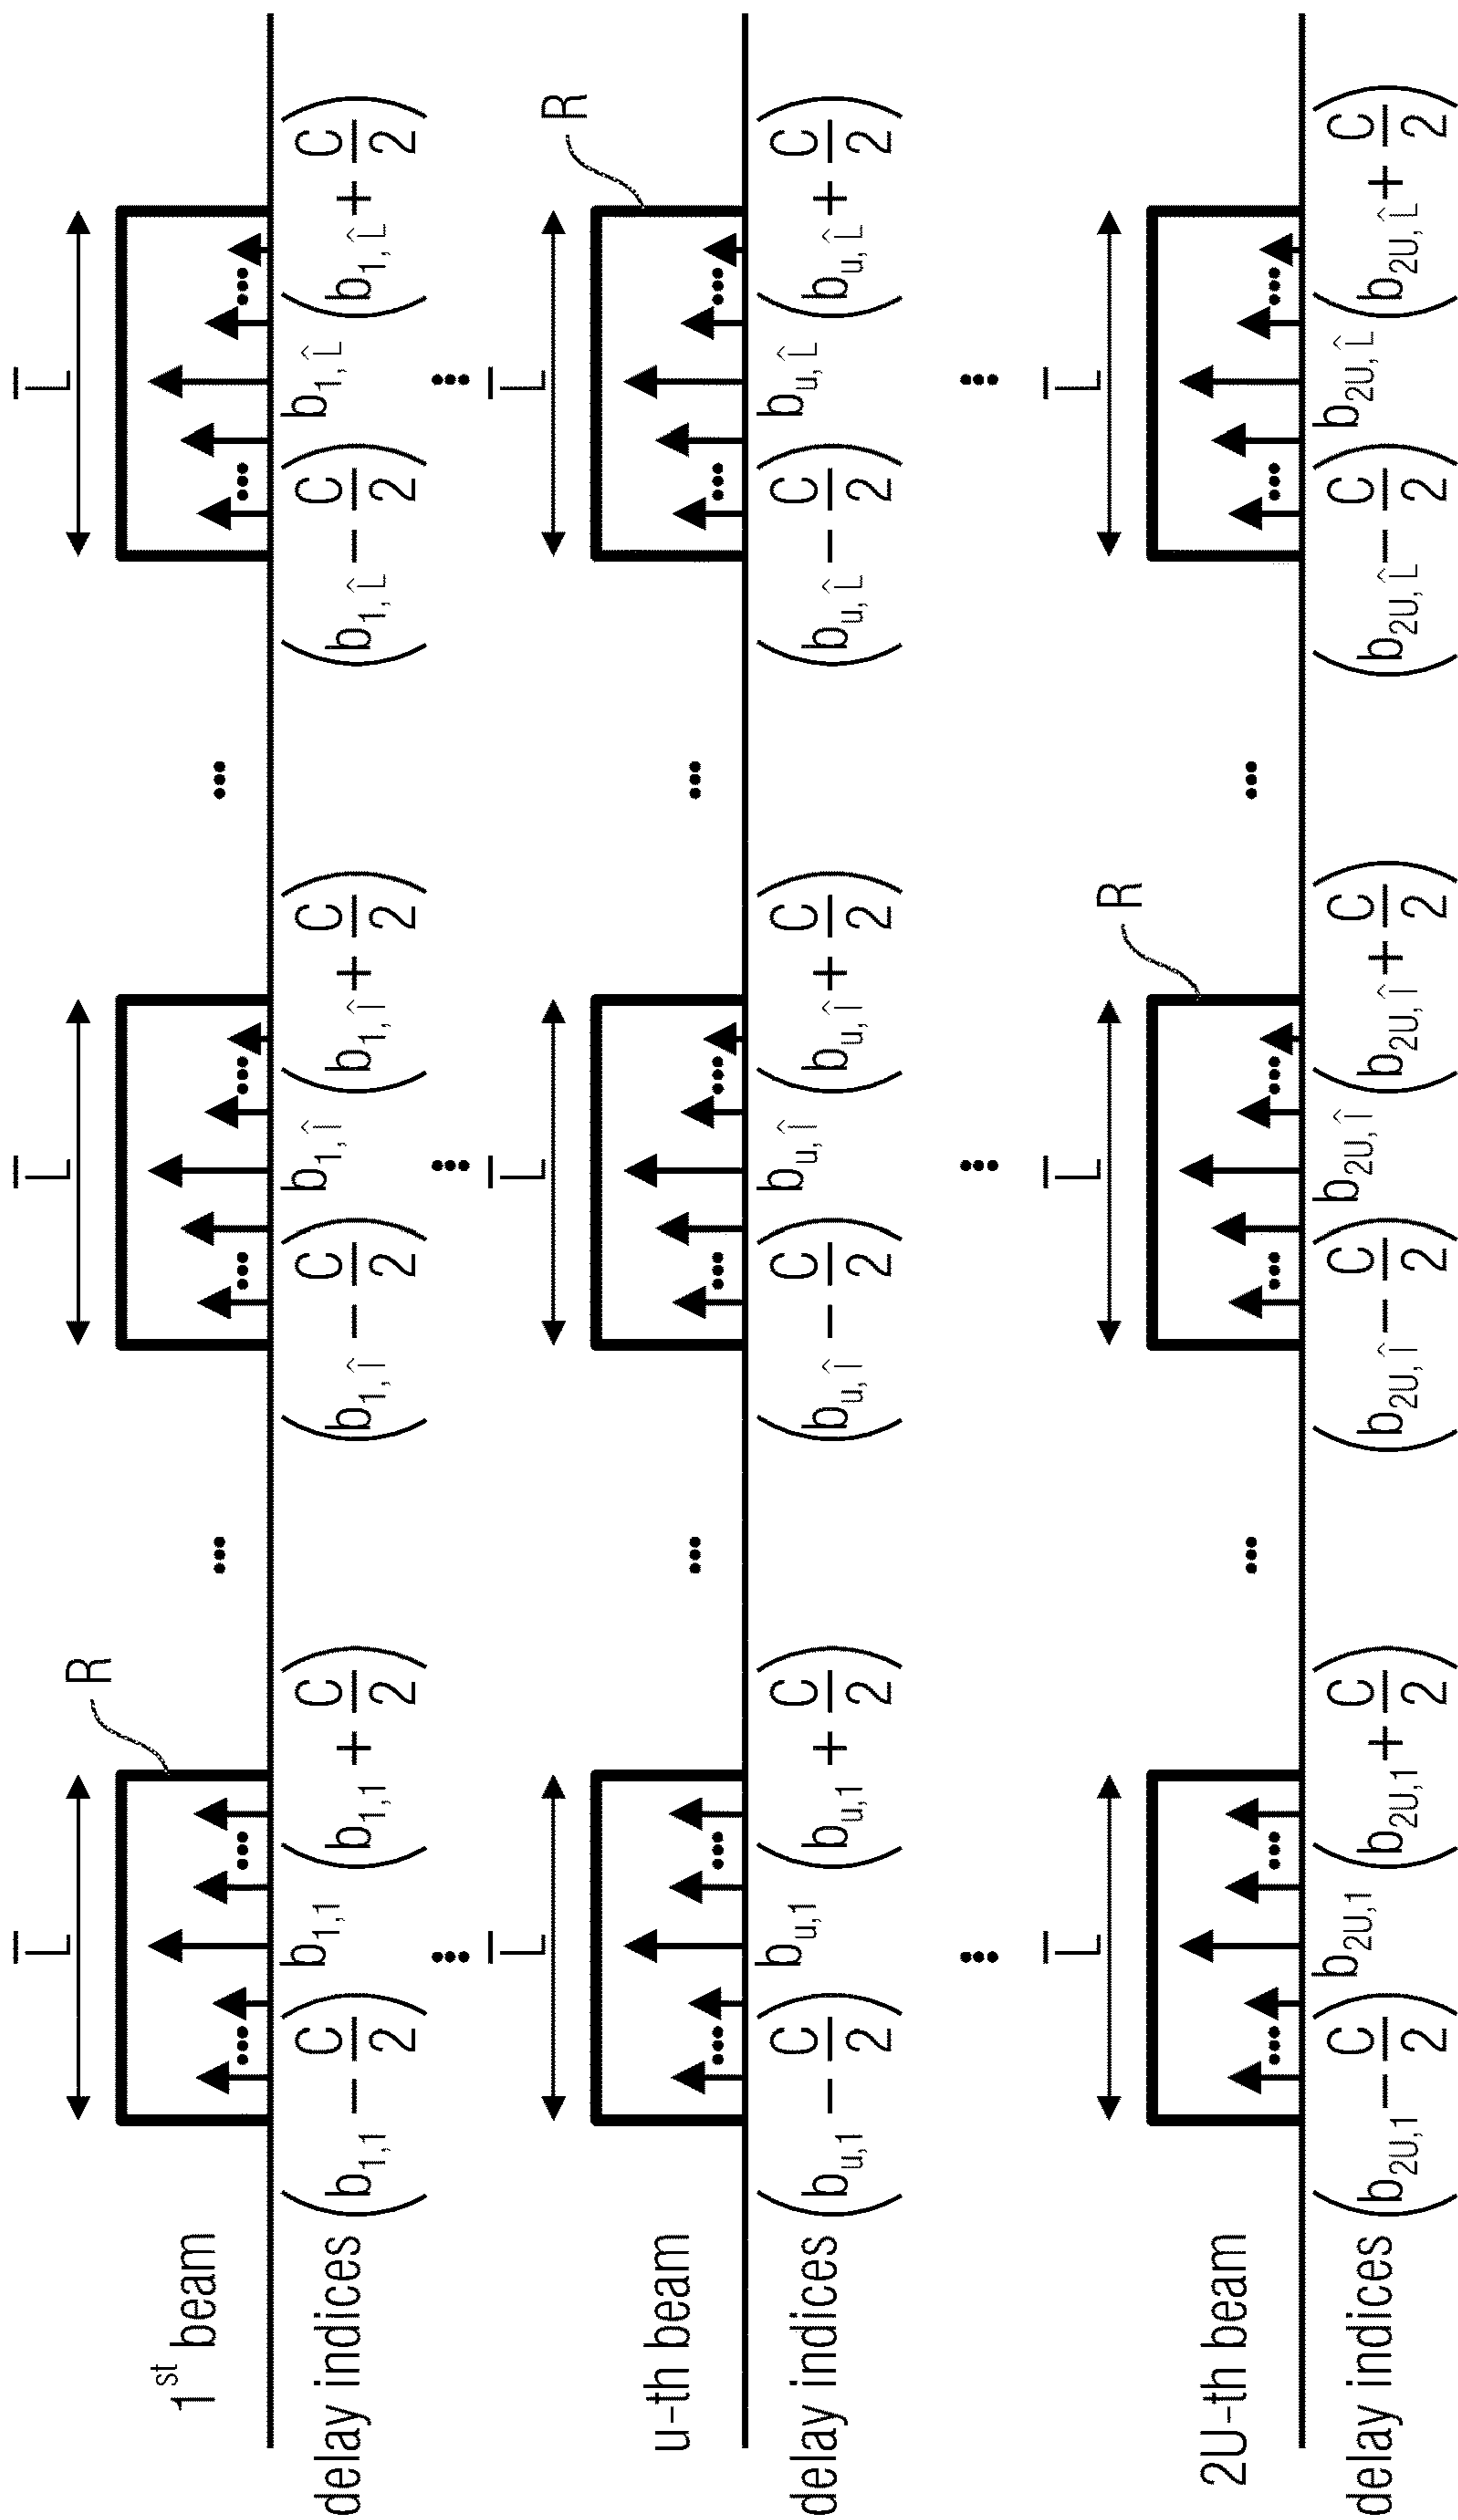 L̅ L̅ L̅
R
1st beam ... ...
... ... ... ... ... ...
delay indices (b1,1 − C/2) b1,1 (b1,1 + C/2) (b1,l̂ − C/2) b1,l̂ (b1,l̂ + C/2) (b1,L̂ − C/2) b1,L̂ (b1,L̂ + C/2)
... ... ...
L̅ L̅ L̅
R
u-th beam ... ...
... ... ... ... ... ...
delay indices (bu,1 − C/2) bu,1 (bu,1 + C/2) (bu,l̂ − C/2) bu,l̂ (bu,l̂ + C/2) (bu,L̂ − C/2) bu,L̂ (bu,L̂ + C/2)
... ... ...
L̅ L̅ L̅
R
2U-th beam ... ...
... ... ... ... ... ...
delay indices (b2U,1 − C/2) b2U,1 (b2U,1 + C/2) (b2U,l̂ − C/2) b2U,l̂ (b2U,l̂ + C/2) (b2U,L̂ − C/2) b2U,L̂ (b2U,L̂ + C/2)